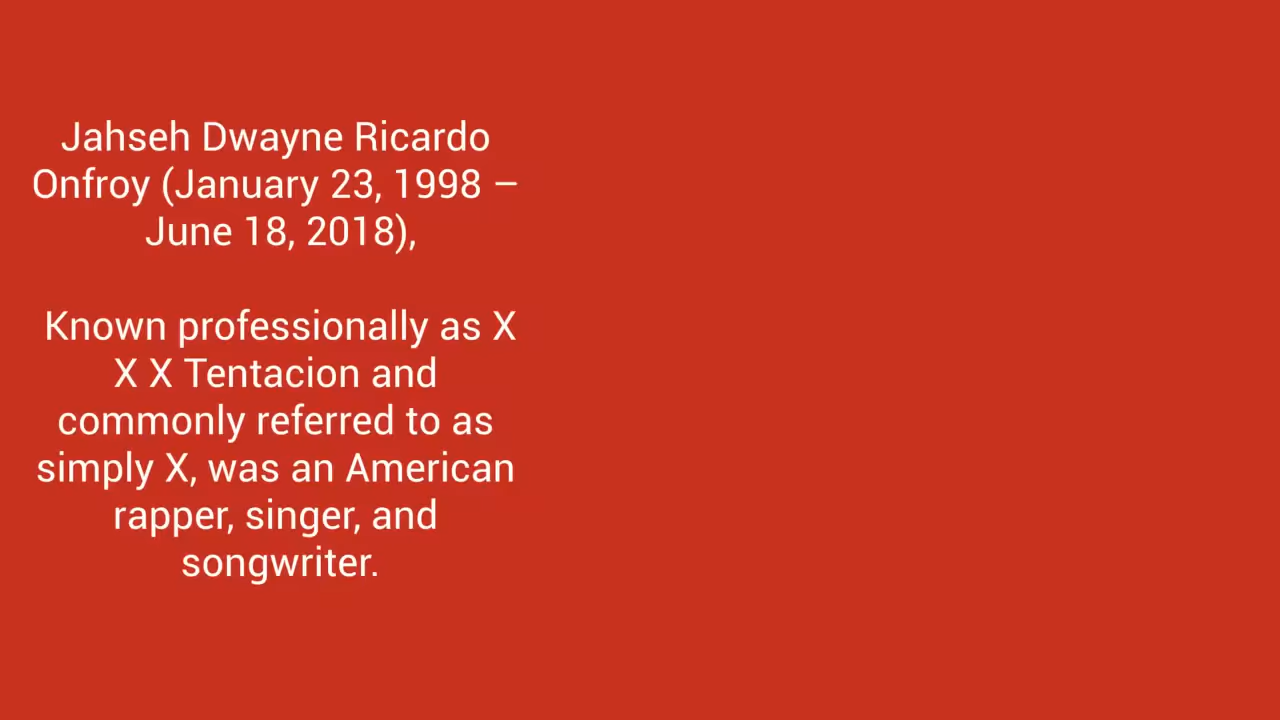 Jahseh Dwayne Ricardo
Onfroy (January 23, 1998 –
June 18, 2018),
Known professionally as X
X X Tentacion and
commonly referred to as
simply X, was an American
rapper, singer, and
songwriter.